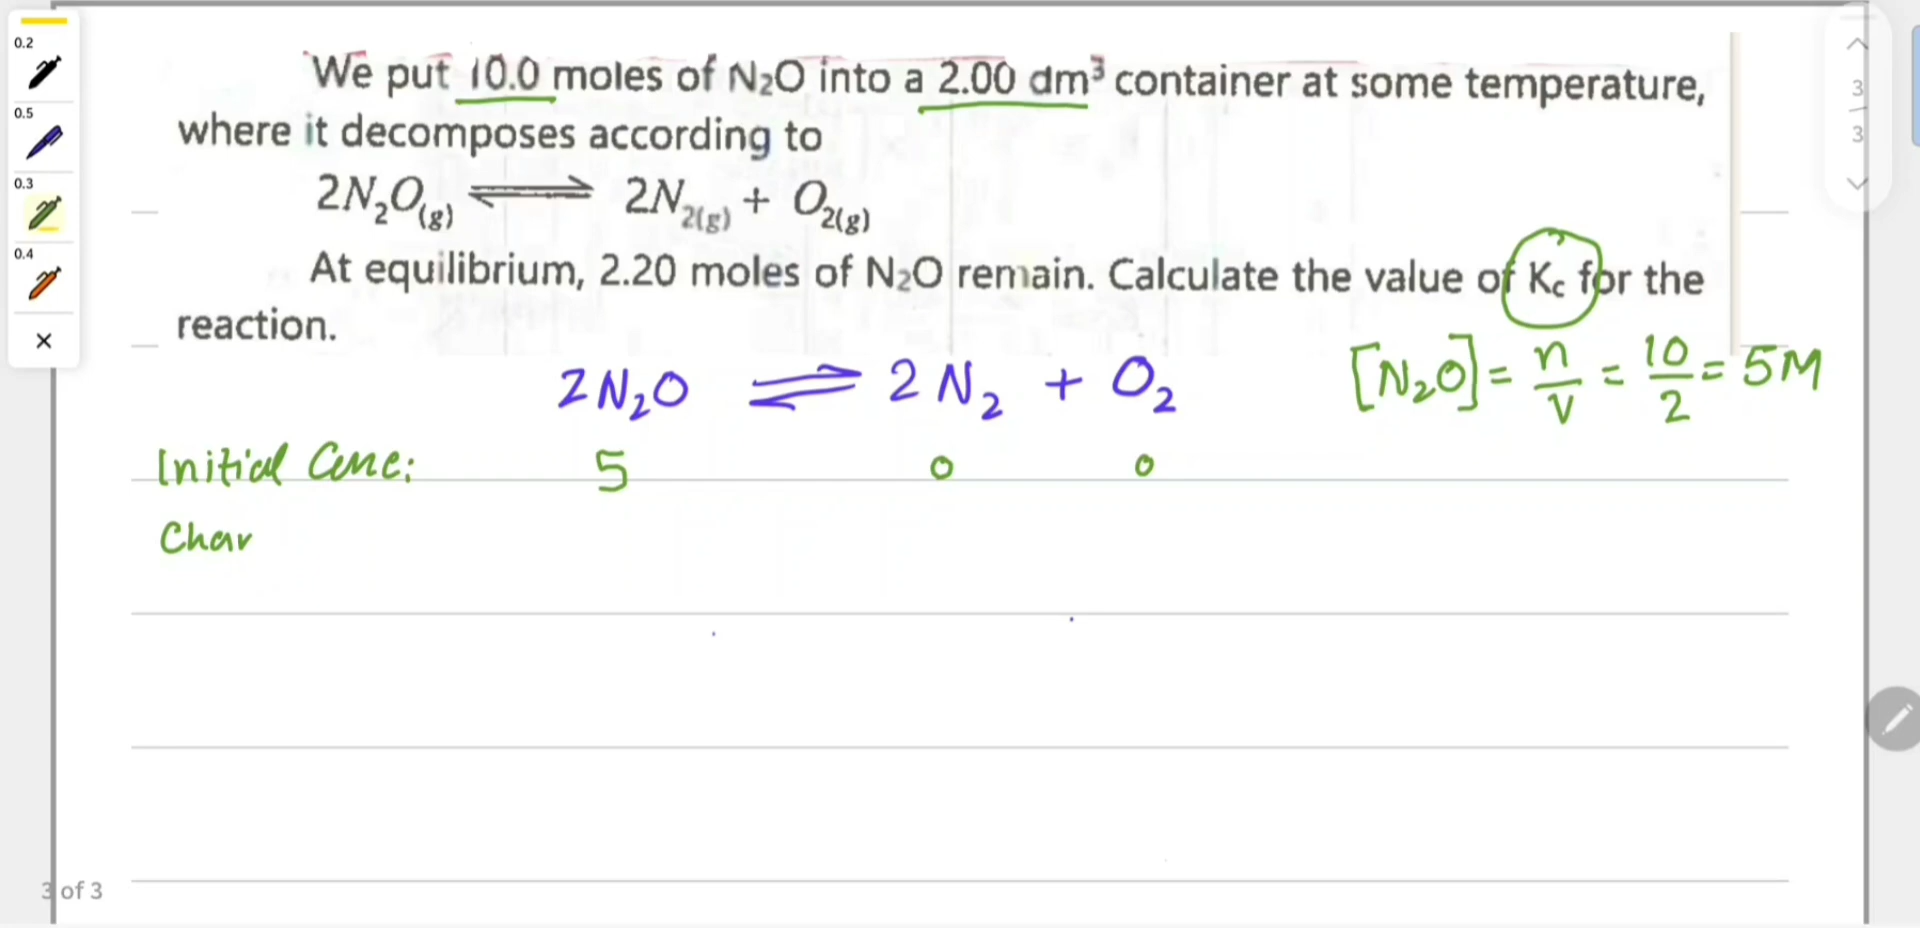 0.2
0.5
0.3
0.4
×
We put 10.0 moles of N₂O into a 2.00 dm³ container at some temperature,
where it decomposes according to
2N₂O(g) ⇌ 2N₂(g) + O₂(g)
At equilibrium, 2.20 moles of N₂O remain. Calculate the value of Kc for the
reaction.
2N₂O ⇌ 2N₂ + O₂
[N₂O] = n/V = 10/2 = 5M
Initial Conc: 5 0 0
Chan
3
3
3 of 3